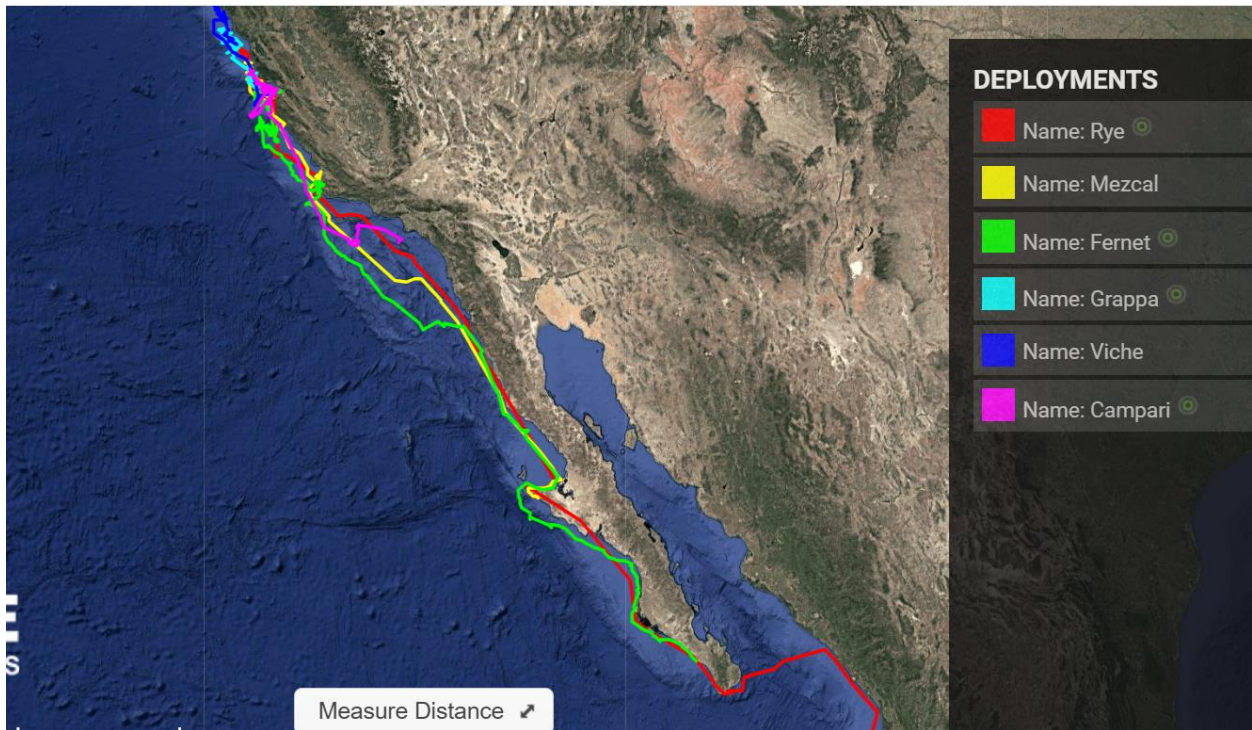 DEPLOYMENTS
Name: Rye
Name: Mezcal
Name: Fernet
Name: Grappa
Name: Viche
Name: Campari
S
Measure Distance